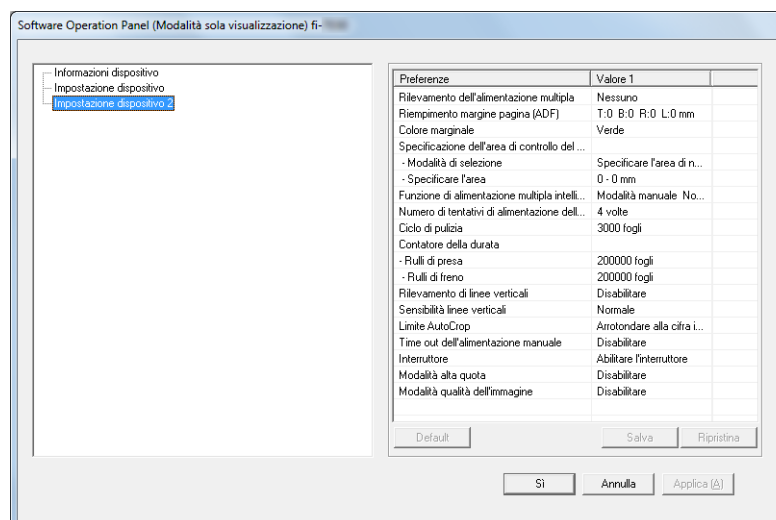 Software Operation Panel (Modalità sola visualizzazione) fi-
Informazioni dispositivo
Impostazione dispositivo
Impostazione dispositivo 2
Preferenze Valore 1
Rilevamento dell'alimentazione multipla Nessuno
Riempimento margine pagina (ADF) T:0 B:0 R:0 L:0 mm
Colore marginale Verde
Specificazione dell'area di controllo del ...
- Modalità di selezione Specificare l'area di n...
- Specificare l'area 0 - 0 mm
Funzione di alimentazione multipla intelli... Modalità manuale No...
Numero di tentativi di alimentazione dell... 4 volte
Ciclo di pulizia 3000 fogli
Contatore della durata
- Rulli di presa 200000 fogli
- Rulli di freno 200000 fogli
Rilevamento di linee verticali Disabilitare
Sensibilità linee verticali Normale
Limite AutoCrop Arrotondare alla cifra i...
Time out dell'alimentazione manuale Disabilitare
Interruttore Abilitare l'interruttore
Modalità alta quota Disabilitare
Modalità qualità dell'immagine Disabilitare
Default Salva Ripristina
Sì Annulla Applica (A)